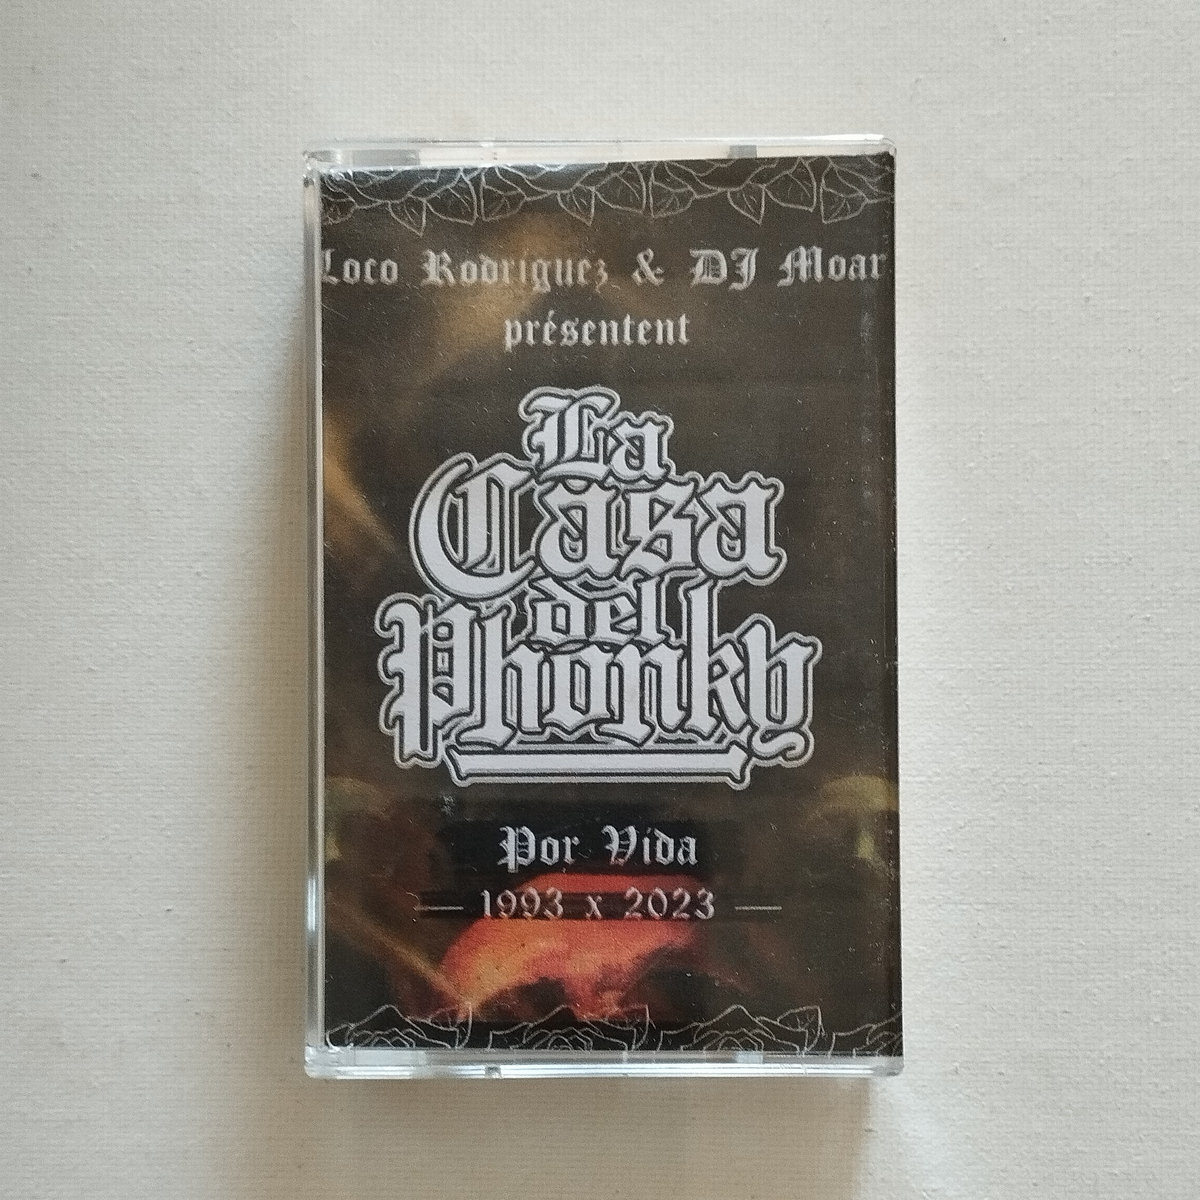 Loco Rodriguez & DJ Moar
présentent
La
Casa
del
Phonky
Por Vida
1993 x 2023